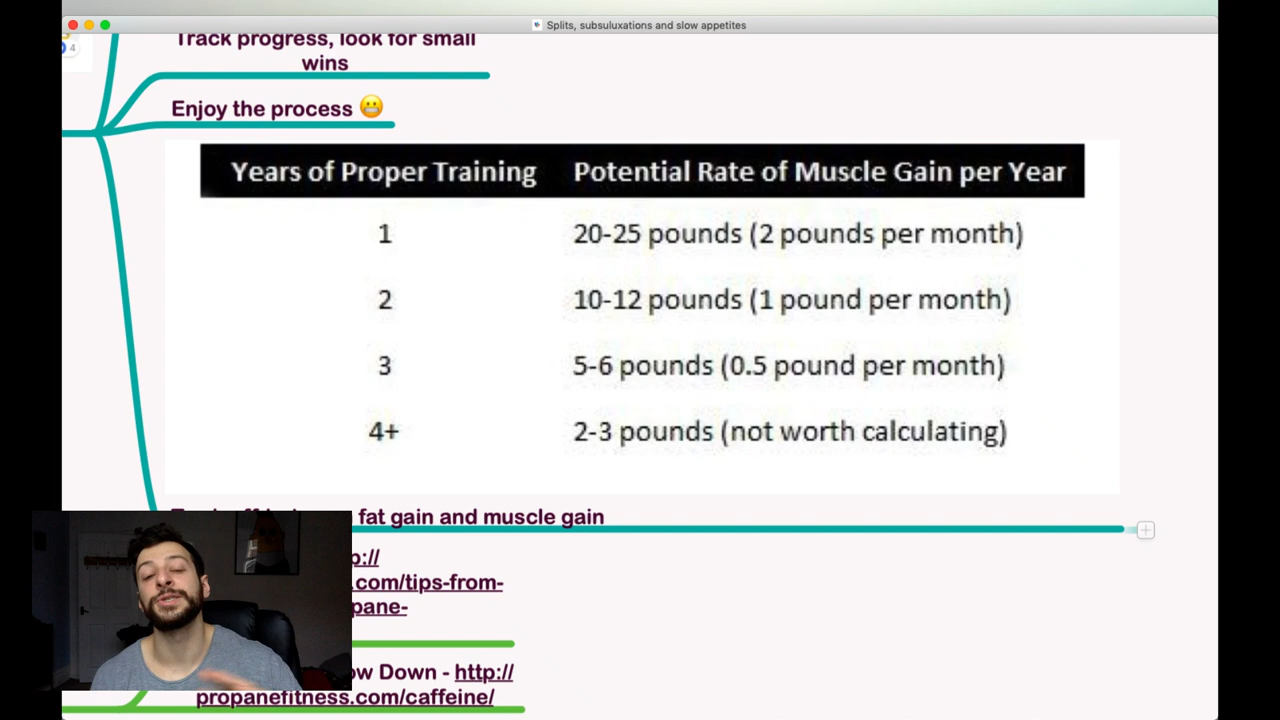 Splits, subsuluxations and slow appetites
4
Track progress, look for small
wins
Enjoy the process 😬
Years of Proper Training Potential Rate of Muscle Gain per Year
1 20-25 pounds (2 pounds per month)
2 10-12 pounds (1 pound per month)
3 5-6 pounds (0.5 pound per month)
4+ 2-3 pounds (not worth calculating)
fat gain and muscle gain
p://
.com/tips-from-
pane-
ow Down - http://
propanefitness.com/caffeine/